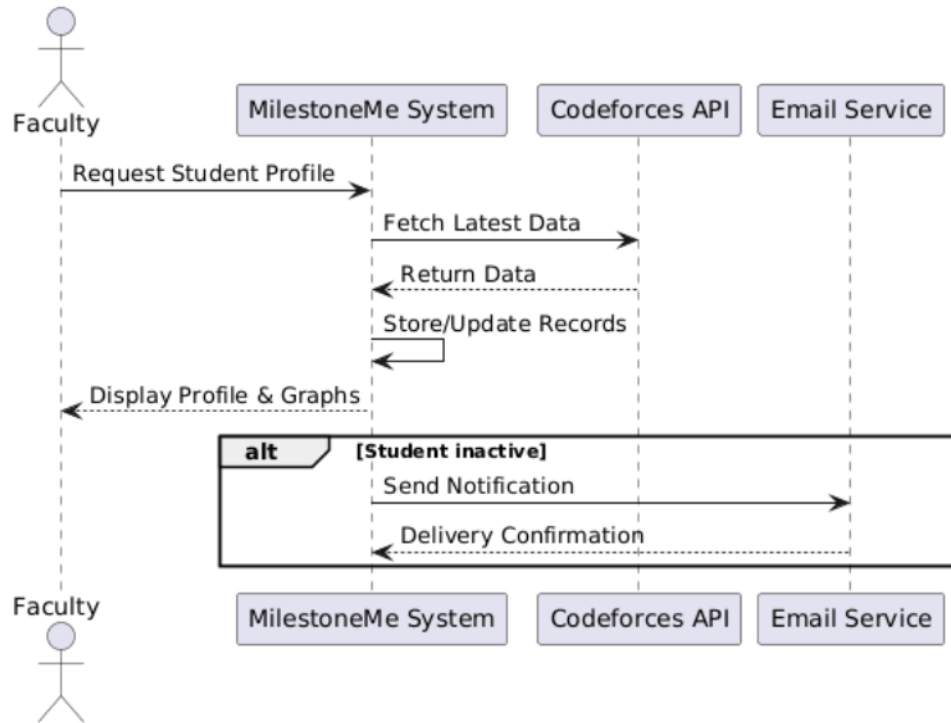 Faculty
MilestoneMe System
Codeforces API
Email Service
Request Student Profile
Fetch Latest Data
Return Data
Store/Update Records
Display Profile & Graphs
alt
[Student inactive]
Send Notification
Delivery Confirmation
Faculty
MilestoneMe System
Codeforces API
Email Service